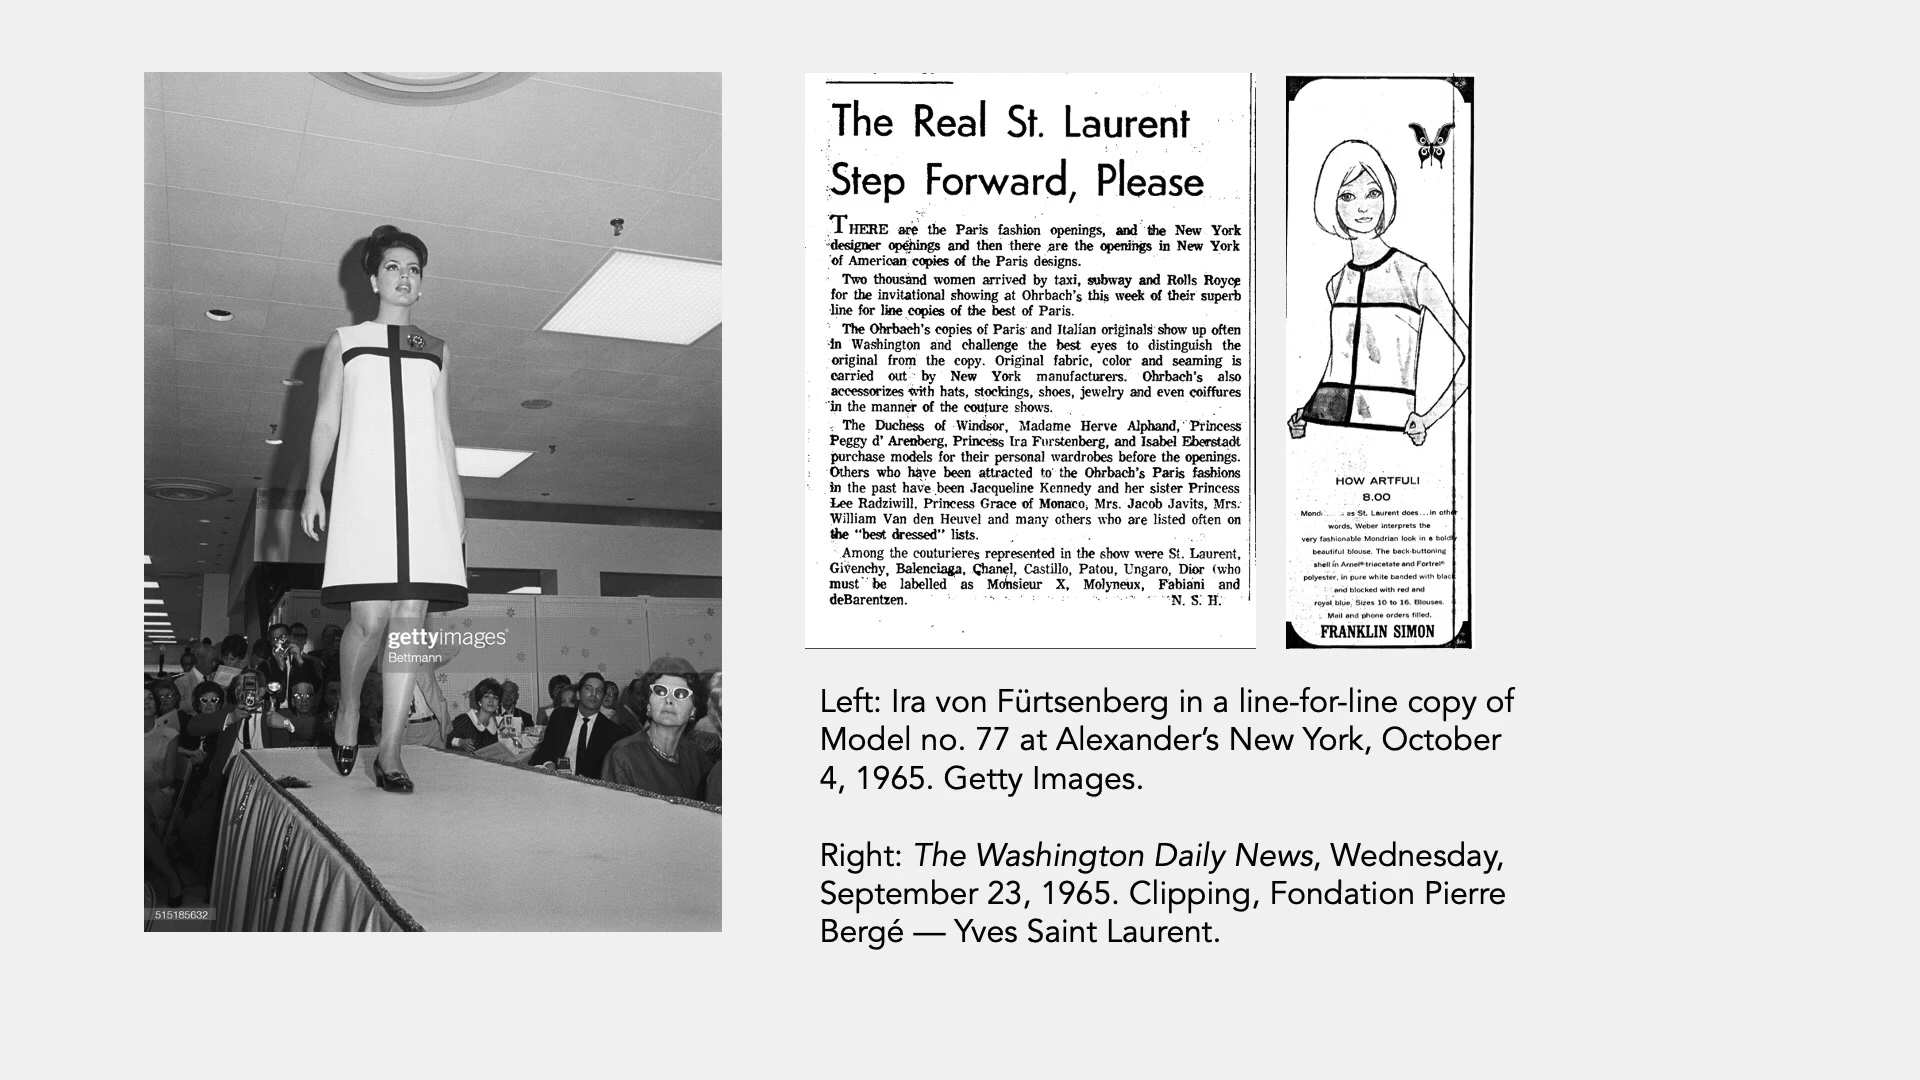 gettyimages®
Bettmann
515185632
The Real St. Laurent
Step Forward, Please
THERE are the Paris fashion openings, and the New York
designer openings and then there are the openings in New York
of American copies of the Paris designs.
Two thousand women arrived by taxi, subway and Rolls Royce
for the invitational showing at Ohrbach's this week of their superb
line for line copies of the best of Paris.
The Ohrbach's copies of Paris and Italian originals show up often
in Washington and challenge the best eyes to distinguish the
original from the copy. Original fabric, color and seaming is
carried out by New York manufacturers. Ohrbach's also
accessorizes with hats, stockings, shoes, jewelry and even coiffures
in the manner of the couture shows.
The Duchess of Windsor, Madame Herve Alphand, Princess
Peggy d' Arenberg, Princess Ira Furstenberg, and Isabel Eberstadt
purchase models for their personal wardrobes before the openings.
Others who have been attracted to the Ohrbach's Paris fashions
in the past have been Jacqueline Kennedy and her sister Princess
Lee Radziwill, Princess Grace of Monaco, Mrs. Jacob Javits, Mrs.
William Van den Heuvel and many others who are listed often on
the "best dressed" lists.
Among the couturieres represented in the show were St. Laurent,
Givenchy, Balenciaga, Chanel, Castillo, Patou, Ungaro, Dior (who
must be labelled as Monsieur X, Molyneux, Fabiani and
deBarentzen. N. S. H.
HOW ARTFUL!
8.00
as St. Laurent does...in other
words, Weber interprets the
very fashionable Mondrian look in a boldly
beautiful blouse. The back-buttoning
shell in Arnel® triacetate and Fortrel®
polyester, in pure white banded with black
and blocked with red and
royal blue. Sizes 10 to 16. Blouses.
Mail and phone orders filled.
FRANKLIN SIMON
Left: Ira von Fürtsenberg in a line-for-line copy of
Model no. 77 at Alexander's New York, October
4, 1965. Getty Images.
Right: The Washington Daily News, Wednesday,
September 23, 1965. Clipping, Fondation Pierre
Bergé — Yves Saint Laurent.